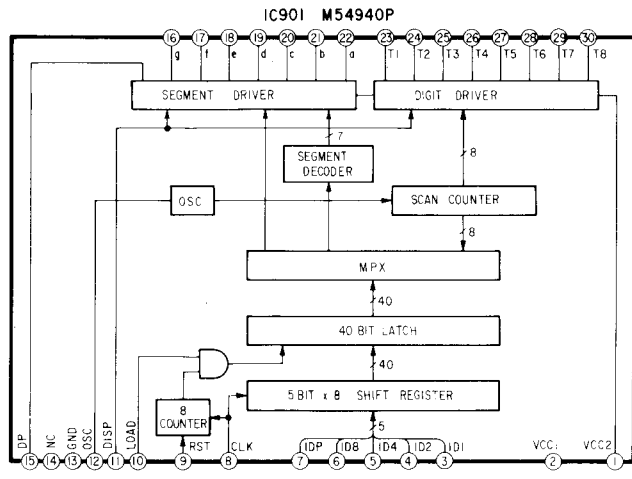 IC901 M54940P
16 17 18 19 20 21 22 23 24 25 26 27 28 29 30
g f e d c b a T1 T2 T3 T4 T5 T6 T7 T8
SEGMENT DRIVER
DIGIT DRIVER
7
8
SEGMENT
DECODER
OSC
SCAN COUNTER
8
MPX
40
40 BIT LATCH
40
5 BIT x 8 SHIFT REGISTER
8
COUNTER
5
DP NC GND OSC DISP LOAD RST CLK IDP ID8 ID4 ID2 ID1 VCC1 VCC2
15 14 13 12 11 10 9 8 7 6 5 4 3 2 1